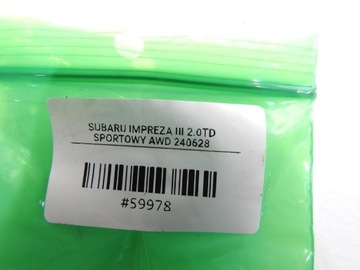 SUBARU IMPREZA III 2.0TD
SPORTOWY AWD 240628
#59978